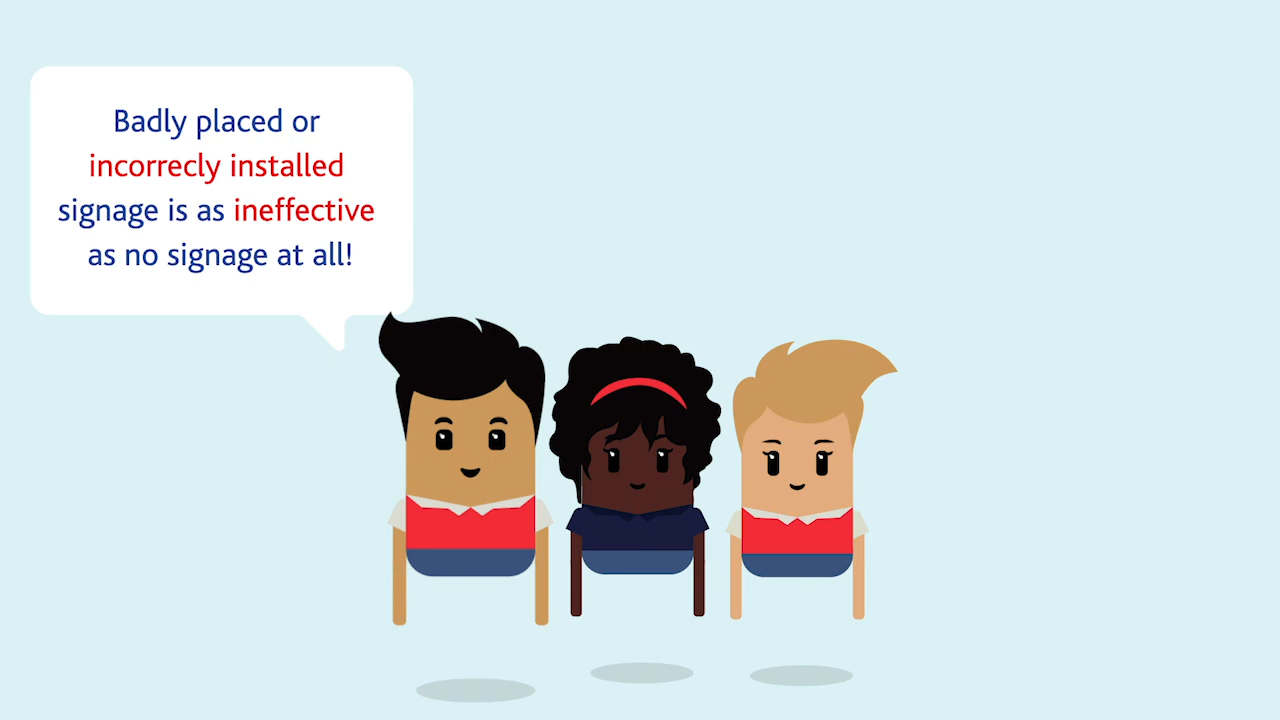 Badly placed or
incorrecly installed
signage is as ineffective
as no signage at all!